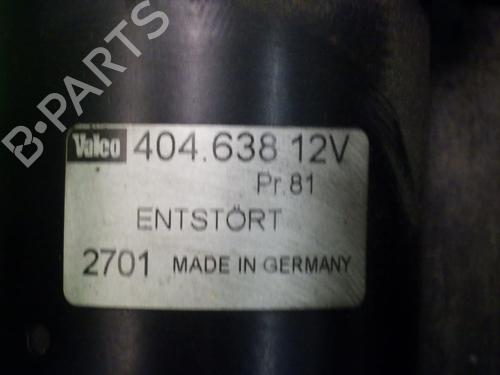 B-PARTS
Valeo 404.638 12V
Pr.81
ENTSTÖRT
2701 MADE IN GERMANY